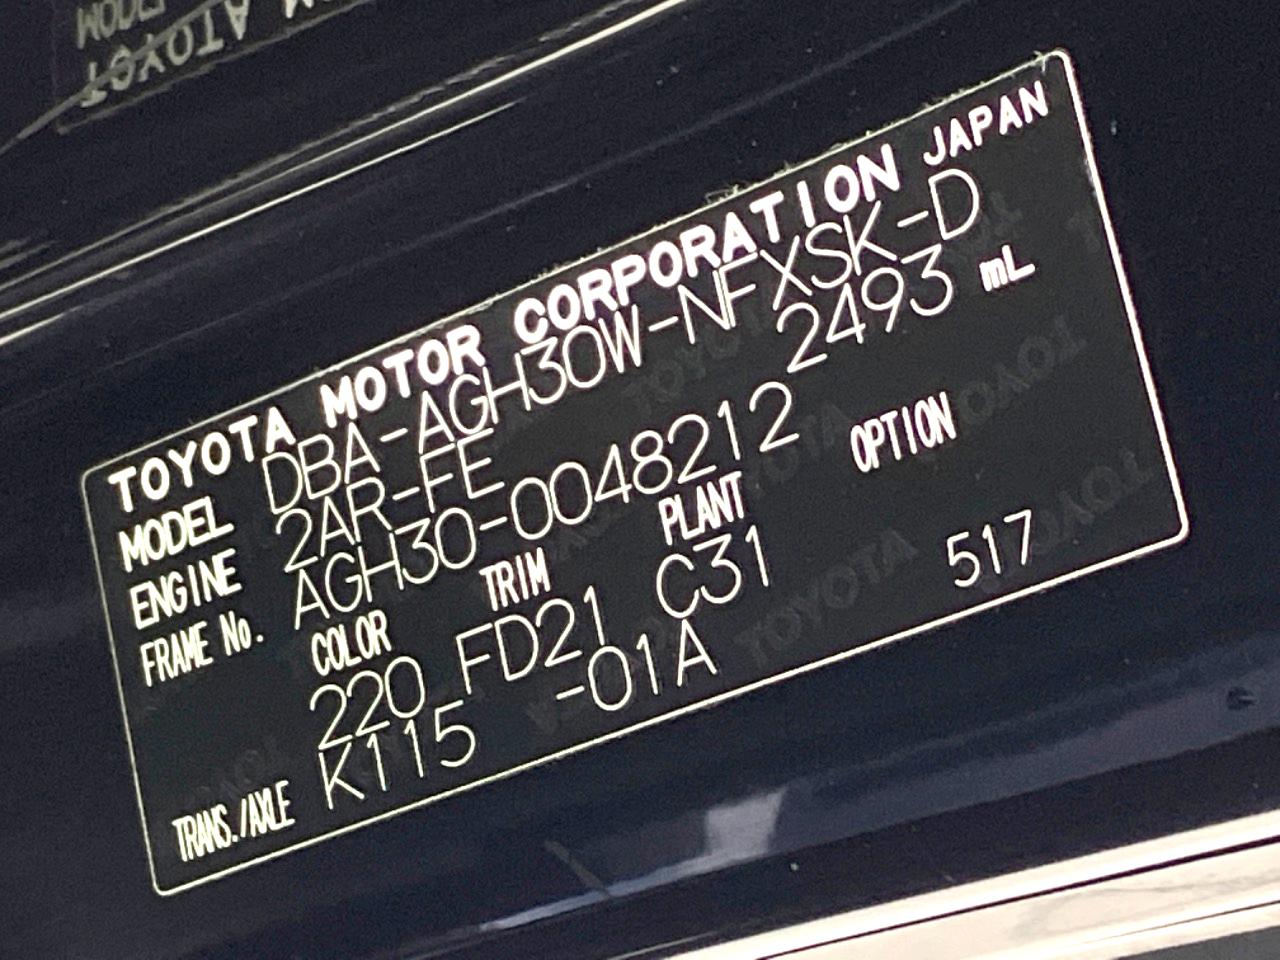 TOYOTA MOTOR CORPORATION JAPAN
MODEL DBA-AGH30W-NFXSK-D
ENGINE 2AR-FE 2493 mL
FRAME No. AGH30-0048212
COLOR TRIM PLANT OPTION
220 FD21 C31 517
TRANS./AXLE K115 -01A